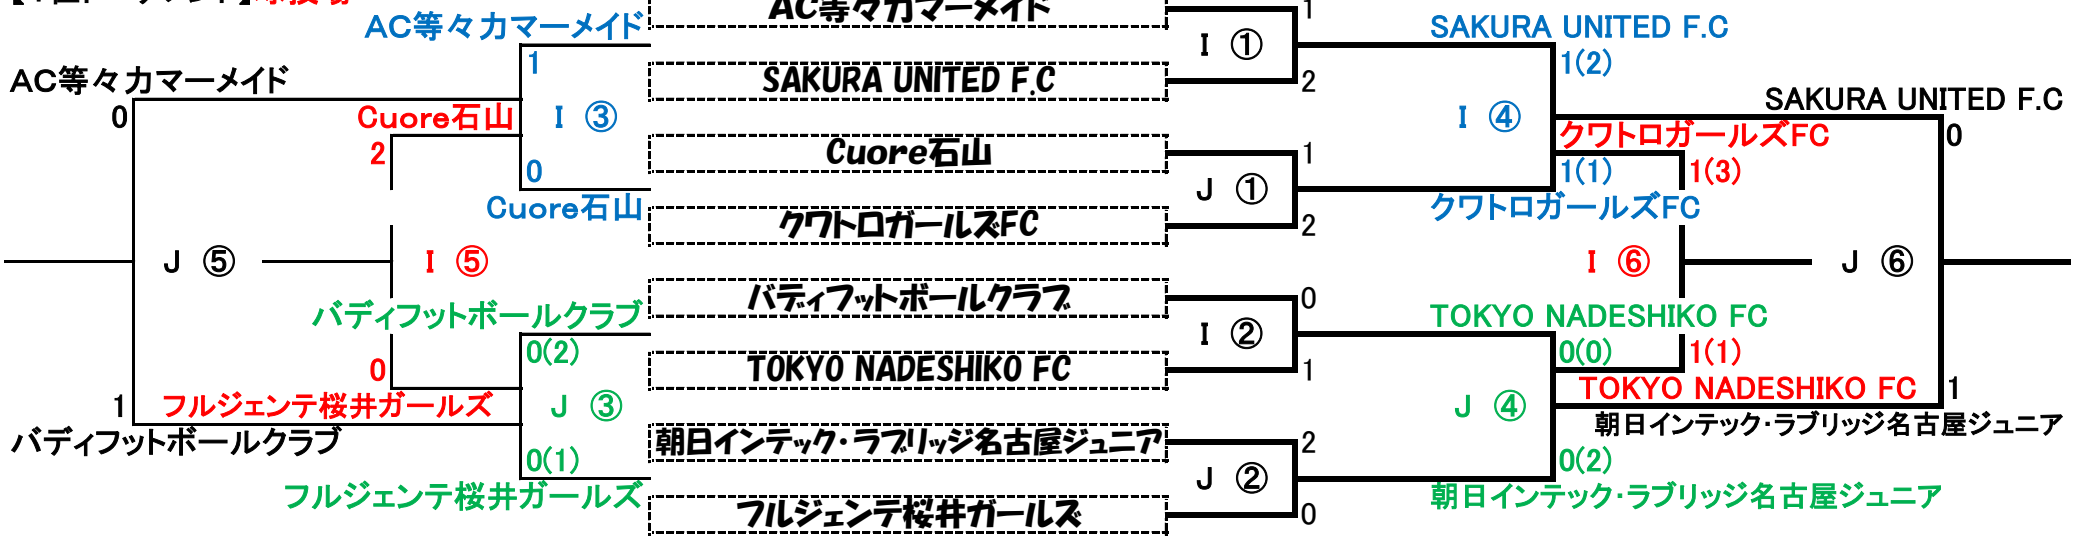 AC等々力マーメイド
1
SAKURA UNITED F.C
I ①
2
AC等々力マーメイド
1
I ③
0
Cuore石山
AC等々力マーメイド
0
Cuore石山
2
Cuore石山
1
J ①
クワトロガールズFC
2
SAKURA UNITED F.C
1(2)
I ④
1(1)
クワトロガールズFC
SAKURA UNITED F.C
0
クワトロガールズFC
1(3)
J ⑤
I ⑤
I ⑥
J ⑥
バディフットボールクラブ
0(2)
J ③
0(1)
フルジェンテ桜井ガールズ
0
フルジェンテ桜井ガールズ
1
バディフットボールクラブ
バディフットボールクラブ
0
I ②
TOKYO NADESHIKO FC
1
朝日インテック・ラブリッジ名古屋ジュニア
2
J ②
フルジェンテ桜井ガールズ
0
TOKYO NADESHIKO FC
0(0)
J ④
0(2)
朝日インテック・ラブリッジ名古屋ジュニア
1(1)
TOKYO NADESHIKO FC
1
朝日インテック・ラブリッジ名古屋ジュニア